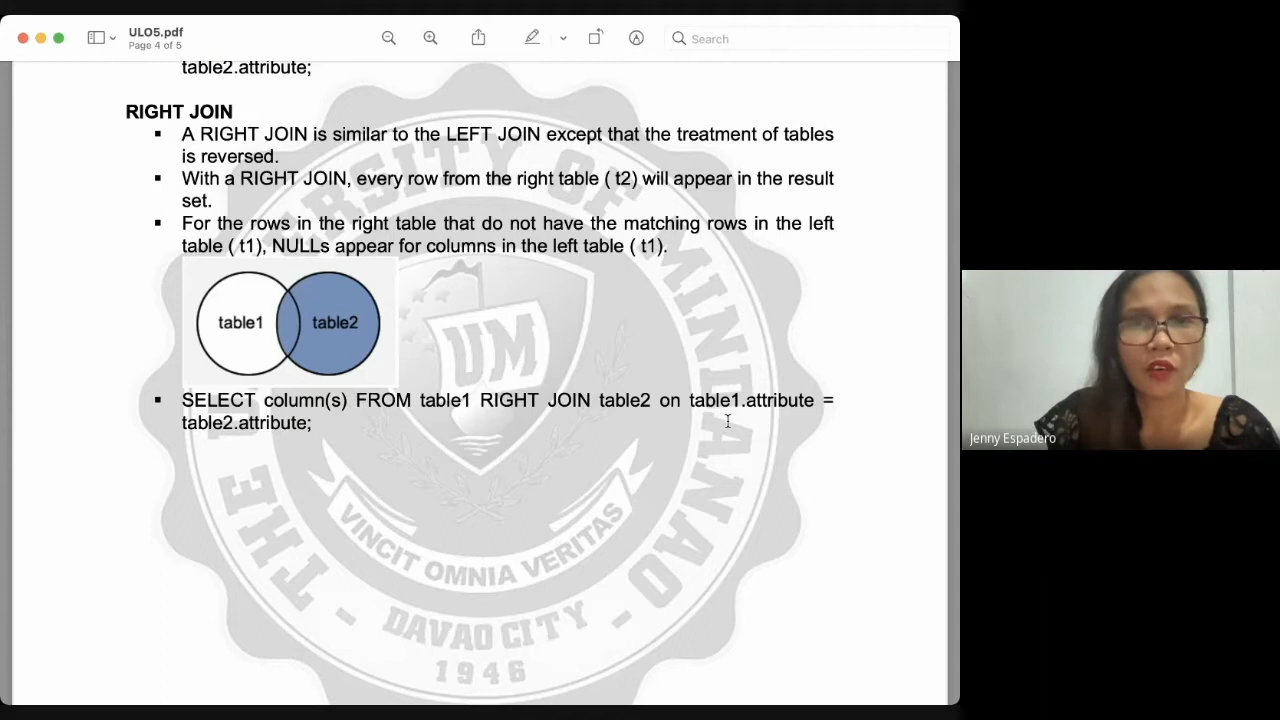 ULO5.pdf
Page 4 of 5
Search
table2.attribute;
RIGHT JOIN
▪ A RIGHT JOIN is similar to the LEFT JOIN except that the treatment of tables
is reversed.
▪ With a RIGHT JOIN, every row from the right table ( t2) will appear in the result
set.
▪ For the rows in the right table that do not have the matching rows in the left
table ( t1), NULLs appear for columns in the left table ( t1).
table1 table2
▪ SELECT column(s) FROM table1 RIGHT JOIN table2 on table1.attribute =
table2.attribute;
THE UNIVERSITY OF MINDANAO
UM
VINCIT OMNIA VERITAS
DAVAO CITY
1946
Jenny Espadero